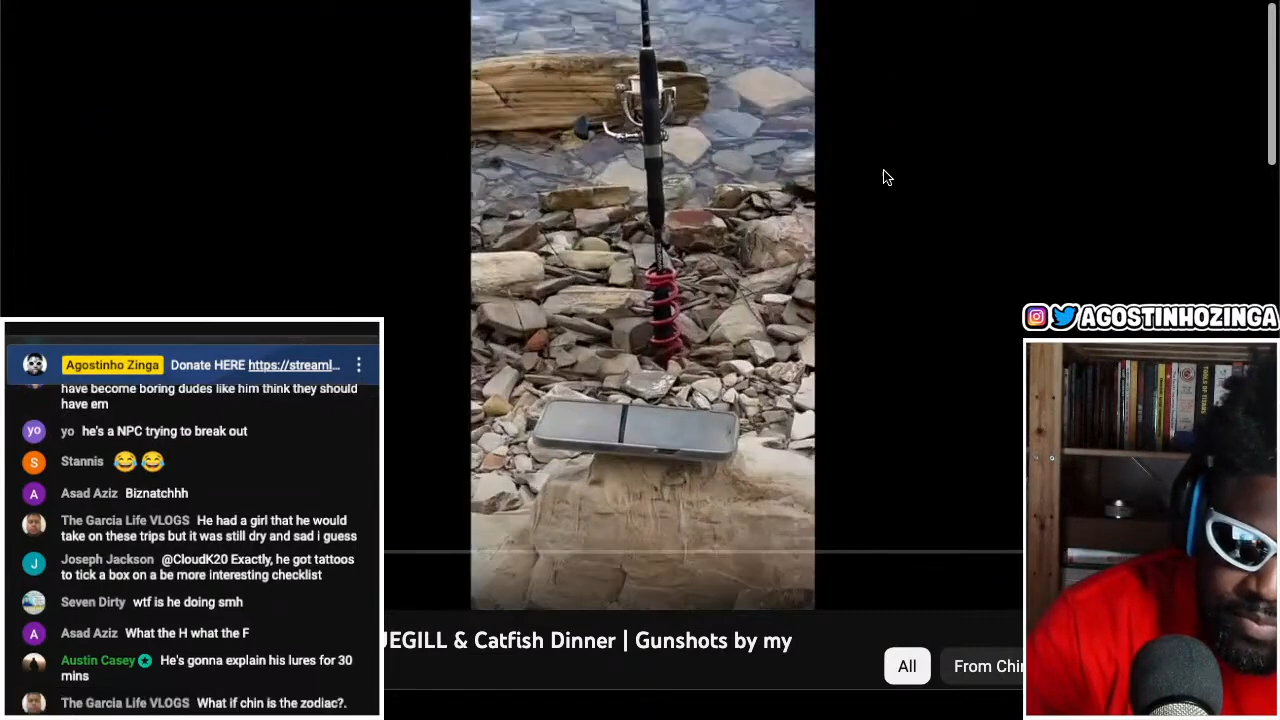 AGOSTINHOZINGA
Agostinho Zinga Donate HERE https://streaml...
have become boring dudes like him think they should
have em
yo yo he's a NPC trying to break out
S Stannis 😂😂
A Asad Aziz Biznatchhh
The Garcia Life VLOGS He had a girl that he would
take on these trips but it was still dry and sad i guess
J Joseph Jackson @CloudK20 Exactly, he got tattoos
to tick a box on a be more interesting checklist
Seven Dirty wtf is he doing smh
A Asad Aziz What the H what the F
Austin Casey He's gonna explain his lures for 30
mins
The Garcia Life VLOGS What if chin is the zodiac?.
JEGILL & Catfish Dinner | Gunshots by my
All From Chi